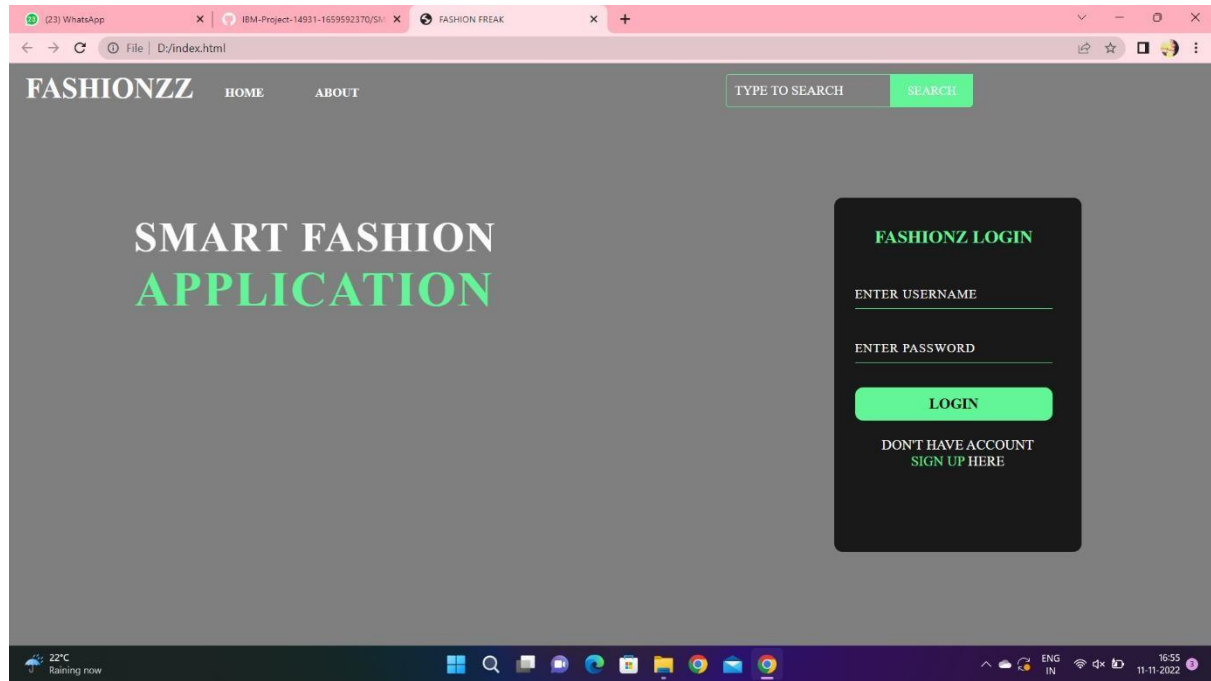 (23) WhatsApp
IBM-Project-14931-1659592370/SM
FASHION FREAK
File | D:/index.html
FASHIONZZ
HOME
ABOUT
TYPE TO SEARCH
SEARCH
SMART FASHION
APPLICATION
FASHIONZ LOGIN
ENTER USERNAME
ENTER PASSWORD
LOGIN
DON'T HAVE ACCOUNT
SIGN UP HERE
22°C
Raining now
ENG
IN
16:55
11-11-2022
3